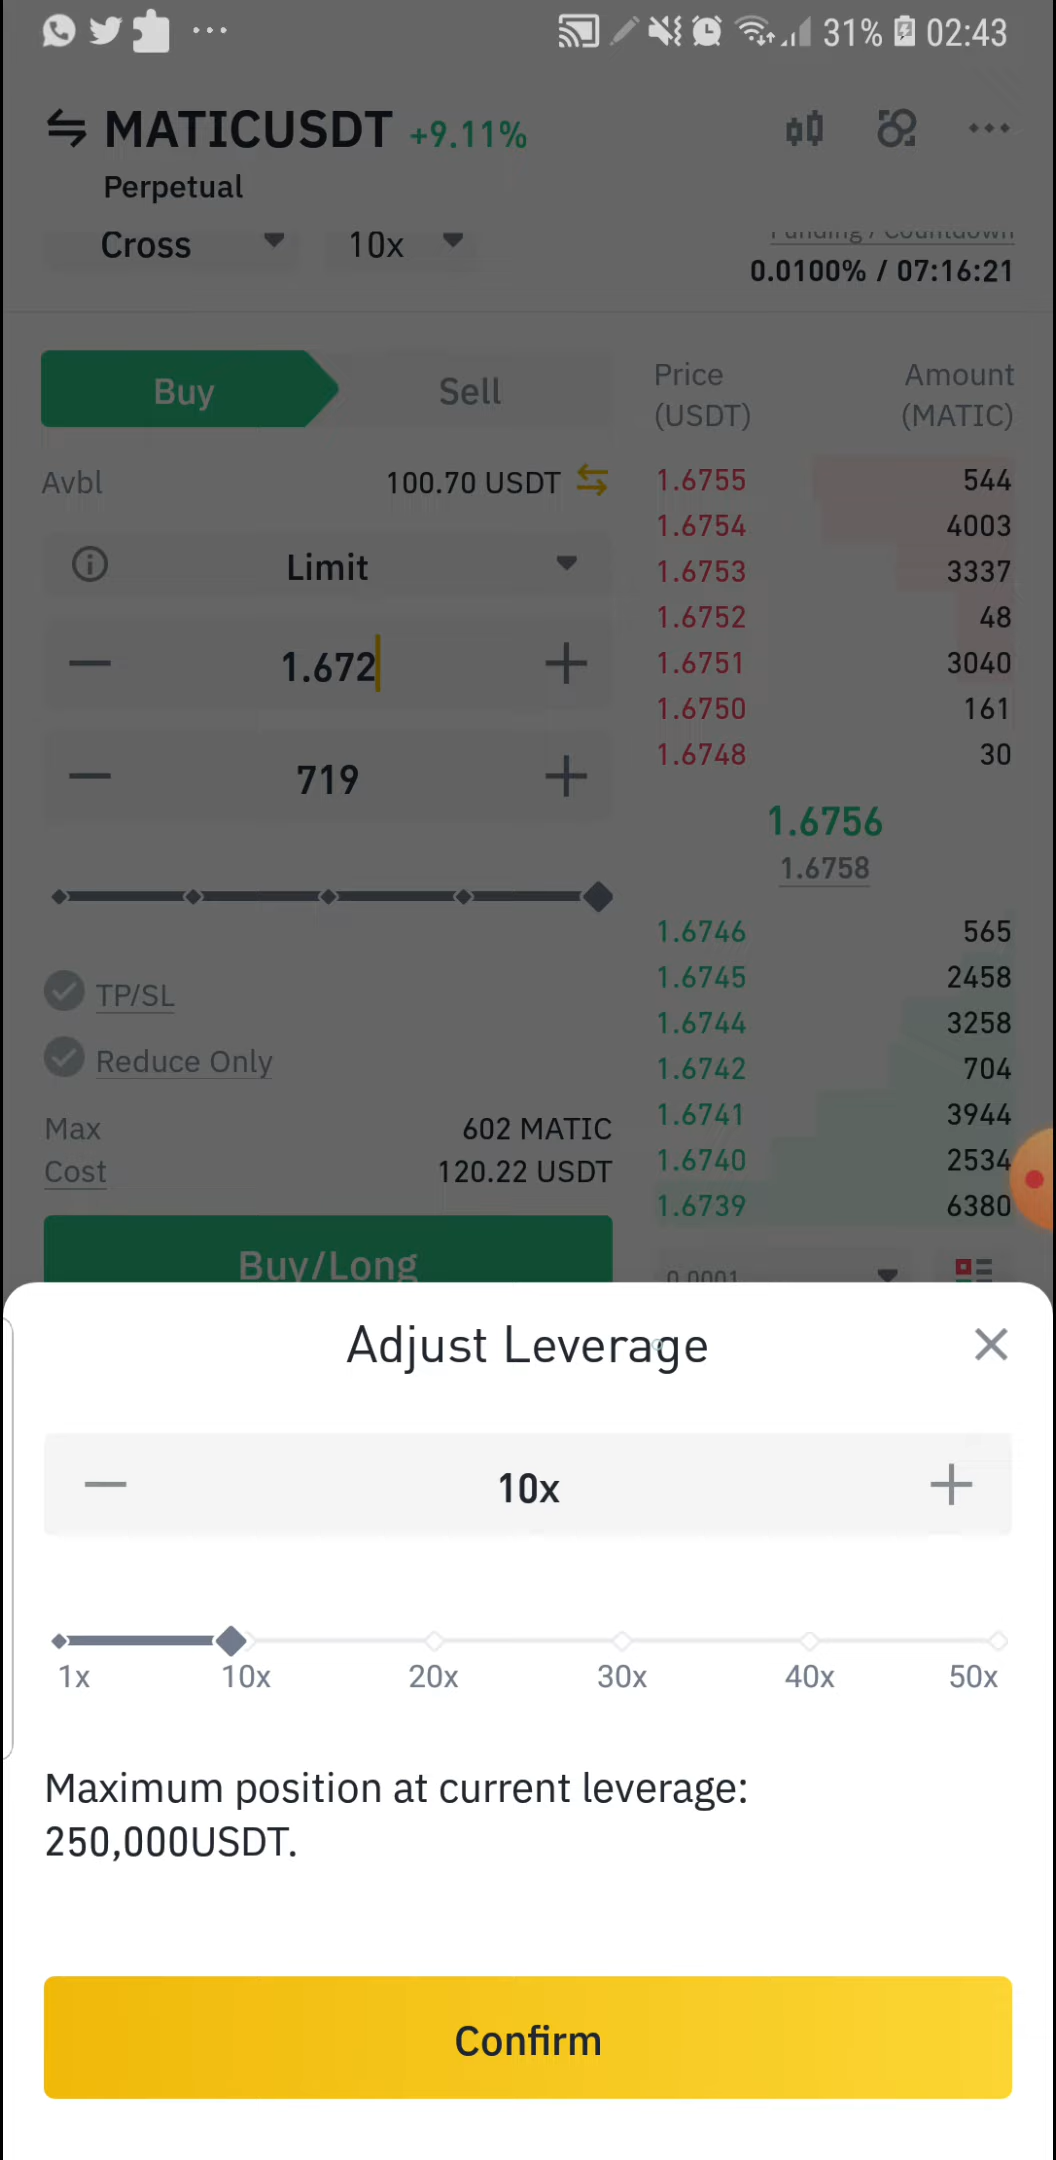 31% 02:43
MATICUSDT +9.11%
Perpetual
Cross 10x
Funding / Countdown
0.0100% / 07:16:21
Buy Sell
Price Amount
(USDT) (MATIC)
Avbl 100.70 USDT
Limit
1.672
719
1.6755 544
1.6754 4003
1.6753 3337
1.6752 48
1.6751 3040
1.6750 161
1.6748 30
1.6756
1.6758
1.6746 565
1.6745 2458
1.6744 3258
1.6742 704
1.6741 3944
1.6740 2534
1.6739 6380
TP/SL
Reduce Only
Max 602 MATIC
Cost 120.22 USDT
Buy/Long
0.0001
Adjust Leverage
10x
1x 10x 20x 30x 40x 50x
Maximum position at current leverage:
250,000USDT.
Confirm